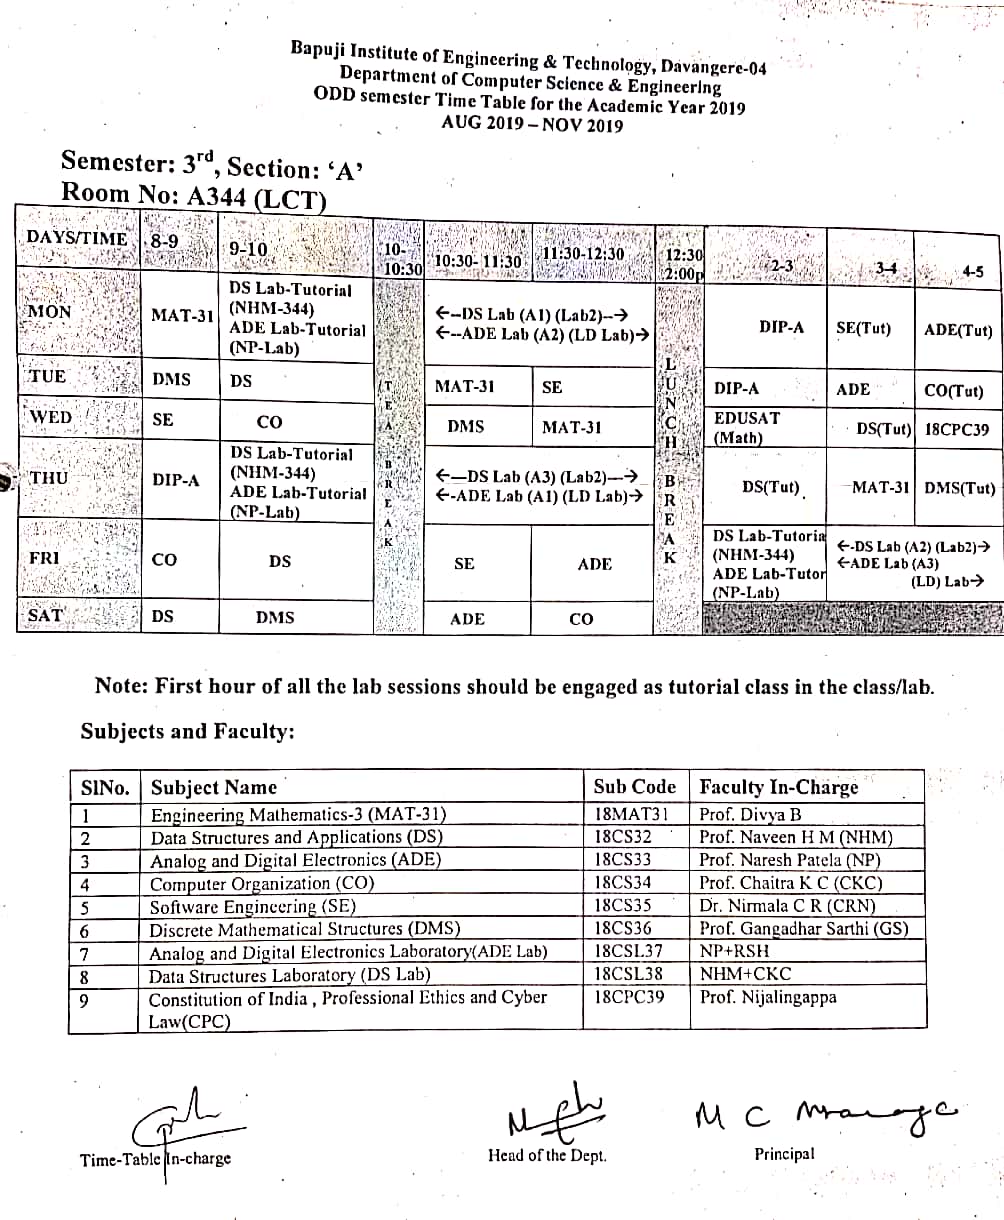 Bapuji Institute of Engineering & Technology, Davangere-04
Department of Computer Science & Engineering
ODD semester Time Table for the Academic Year 2019
AUG 2019 – NOV 2019
Semester: 3rd, Section: ‘A’
Room No: A344 (LCT)
DAYS/TIME 8-9 9-10 10-10:30 10:30- 11:30 11:30-12:30 12:30 2:00p 2-3 3-4 4-5
MON MAT-31 DS Lab-Tutorial (NHM-344) ADE Lab-Tutorial (NP-Lab) ←--DS Lab (A1) (Lab2)--→ ←--ADE Lab (A2) (LD Lab)→ DIP-A SE(Tut) ADE(Tut)
TUE DMS DS MAT-31 SE DIP-A ADE CO(Tut)
WED SE CO DMS MAT-31 EDUSAT (Math) DS(Tut) 18CPC39
THU DIP-A DS Lab-Tutorial (NHM-344) ADE Lab-Tutorial (NP-Lab) ←—DS Lab (A3) (Lab2)---→ ←-ADE Lab (A1) (LD Lab)→ DS(Tut) MAT-31 DMS(Tut)
FRI CO DS SE ADE DS Lab-Tutoria (NHM-344) ADE Lab-Tutor (NP-Lab) ←-DS Lab (A2) (Lab2)→ ←ADE Lab (A3) (LD) Lab→
SAT DS DMS ADE CO
TEA BREAK
LUNCH BREAK
Note: First hour of all the lab sessions should be engaged as tutorial class in the class/lab.
Subjects and Faculty:
SlNo. Subject Name Sub Code Faculty In-Charge
1 Engineering Mathematics-3 (MAT-31) 18MAT31 Prof. Divya B
2 Data Structures and Applications (DS) 18CS32 Prof. Naveen H M (NHM)
3 Analog and Digital Electronics (ADE) 18CS33 Prof. Naresh Patela (NP)
4 Computer Organization (CO) 18CS34 Prof. Chaitra K C (CKC)
5 Software Engineering (SE) 18CS35 Dr. Nirmala C R (CRN)
6 Discrete Mathematical Structures (DMS) 18CS36 Prof. Gangadhar Sarthi (GS)
7 Analog and Digital Electronics Laboratory(ADE Lab) 18CSL37 NP+RSH
8 Data Structures Laboratory (DS Lab) 18CSL38 NHM+CKC
9 Constitution of India , Professional Ethics and Cyber Law(CPC) 18CPC39 Prof. Nijalingappa
M C
Time-Table In-charge Head of the Dept. Principal